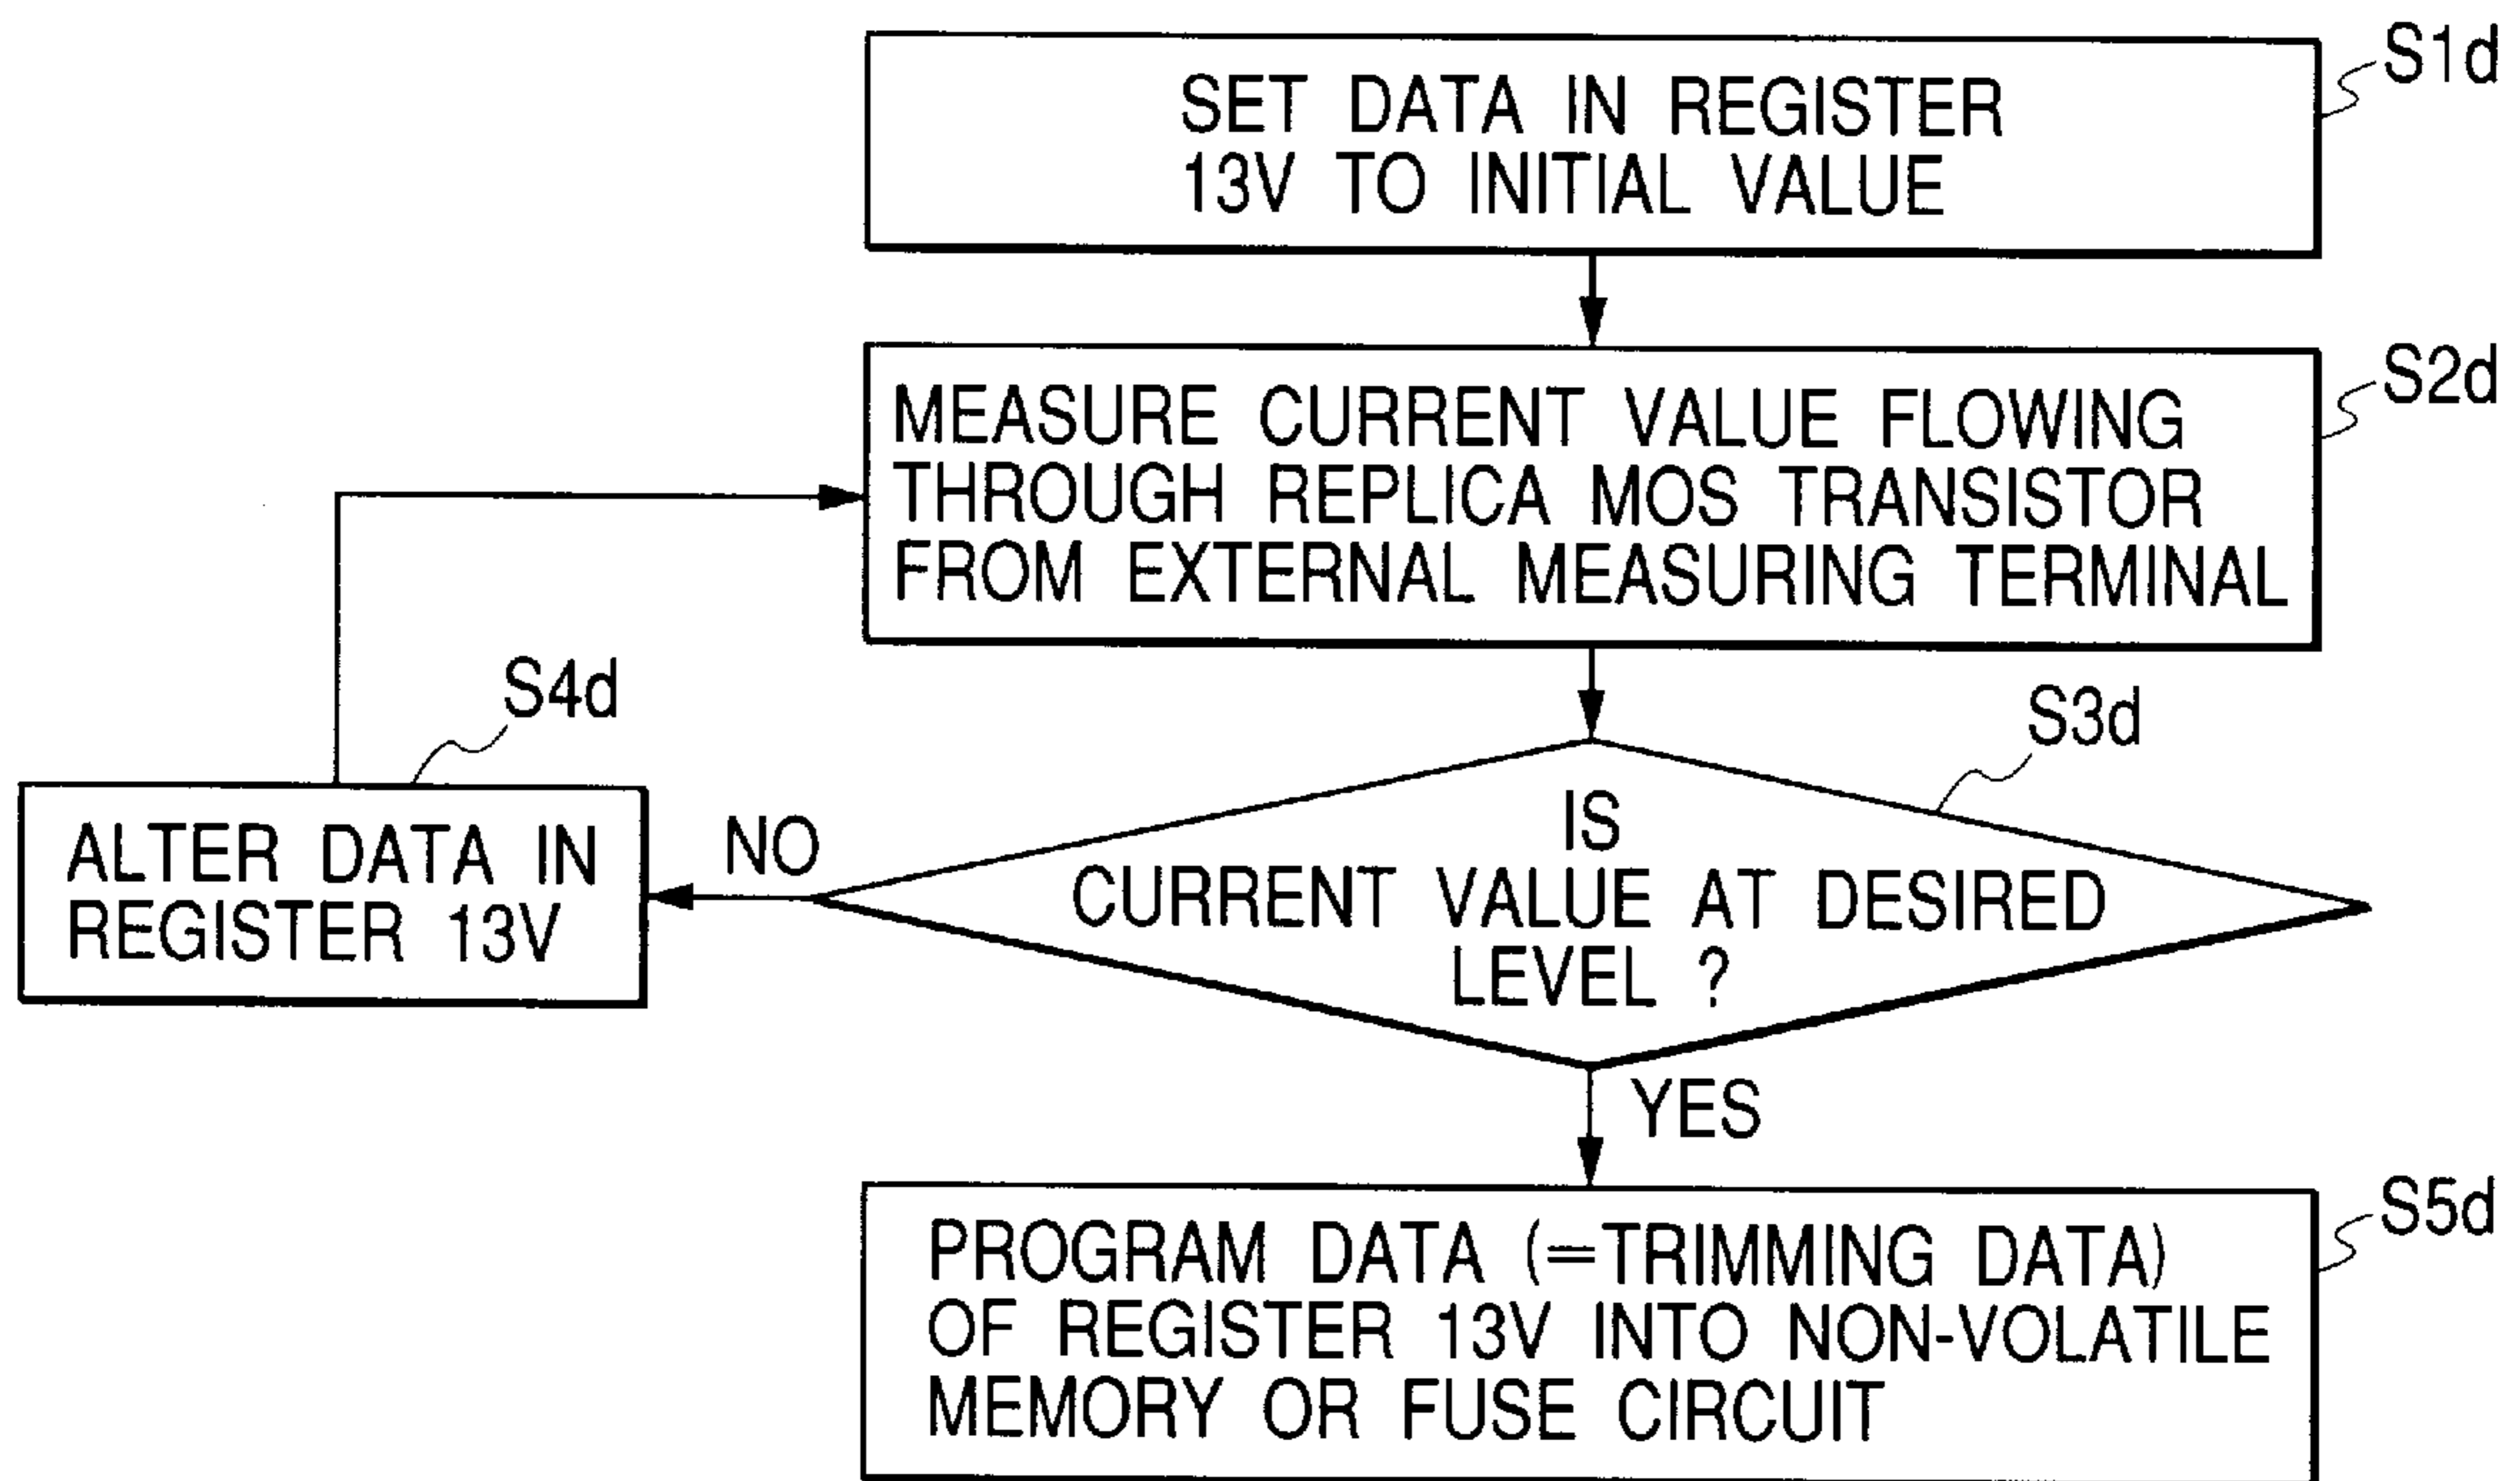 S1d
SET DATA IN REGISTER
13V TO INITIAL VALUE
S2d
MEASURE CURRENT VALUE FLOWING
THROUGH REPLICA MOS TRANSISTOR
FROM EXTERNAL MEASURING TERMINAL
S4d
S3d
ALTER DATA IN
REGISTER 13V
NO
IS
CURRENT VALUE AT DESIRED
LEVEL ?
YES
S5d
PROGRAM DATA (=TRIMMING DATA)
OF REGISTER 13V INTO NON-VOLATILE
MEMORY OR FUSE CIRCUIT